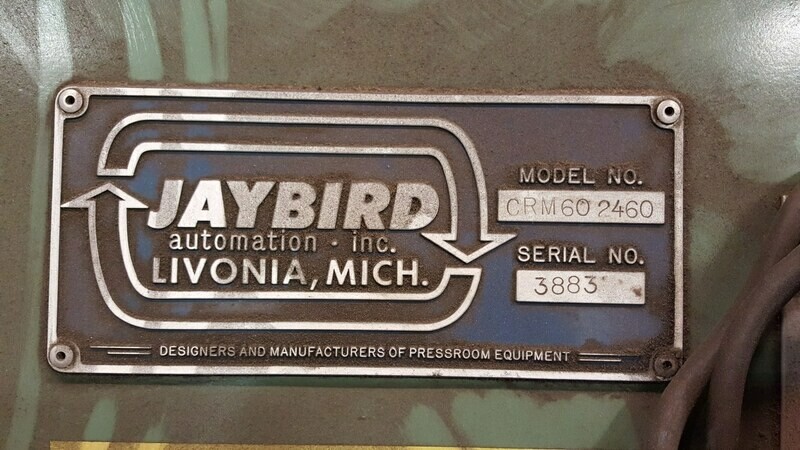 JAYBIRD
automation · inc.
LIVONIA, MICH.
MODEL NO.
CRM60 2460
SERIAL NO.
3883
DESIGNERS AND MANUFACTURERS OF PRESSROOM EQUIPMENT